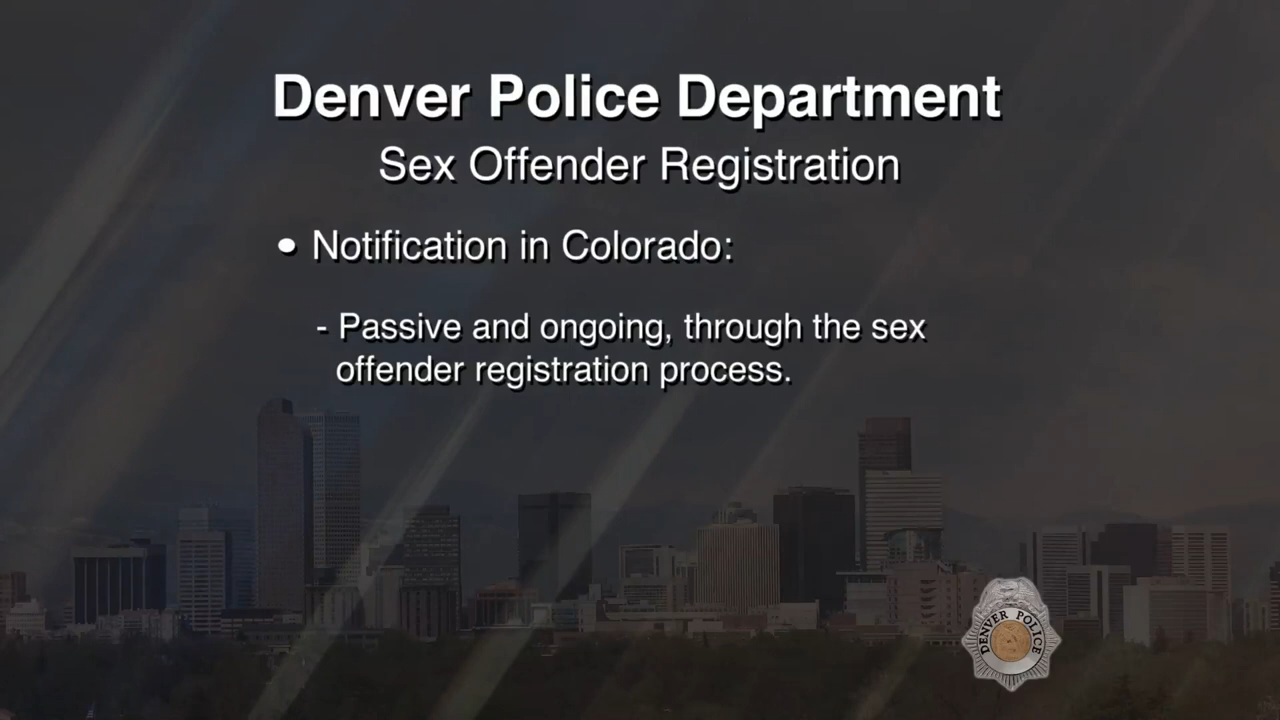 Denver Police Department
Sex Offender Registration
• Notification in Colorado:
- Passive and ongoing, through the sex
offender registration process.
DENVER POLICE